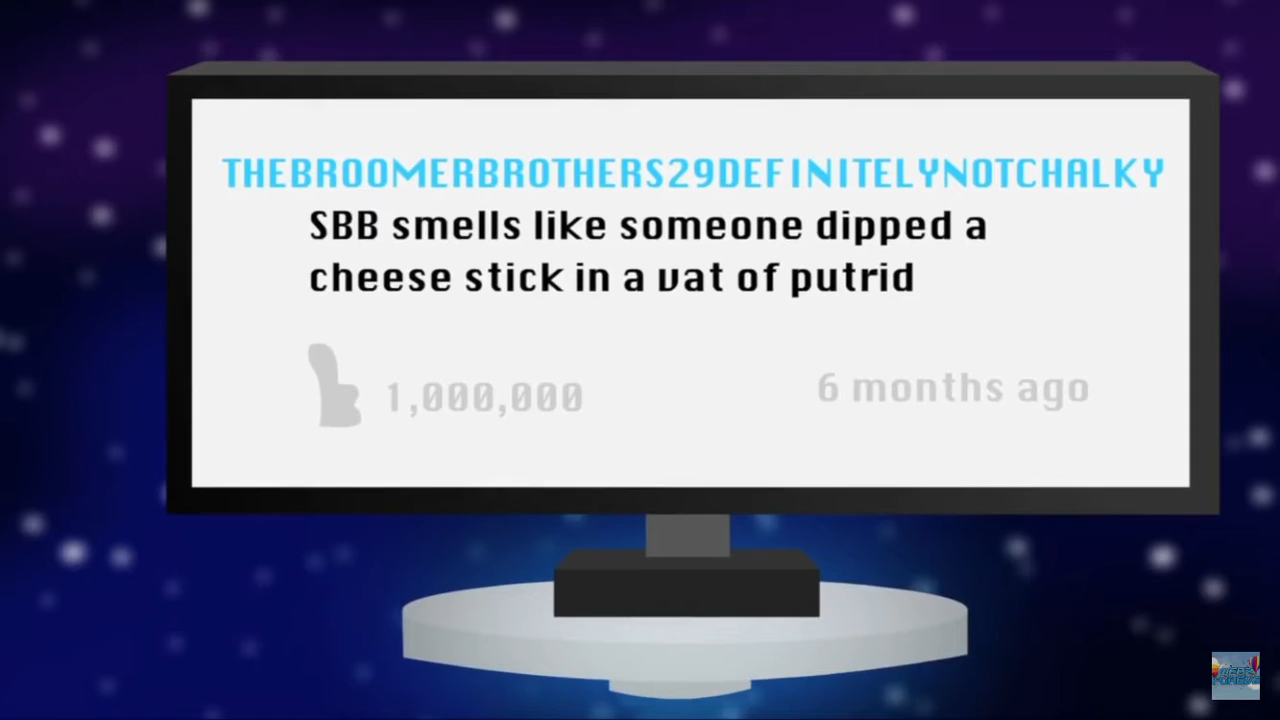 THEBROOMERBROTHERS29DEFINITELYNOTCHALKY
SBB smells like someone dipped a
cheese stick in a vat of putrid
1,000,000
6 months ago